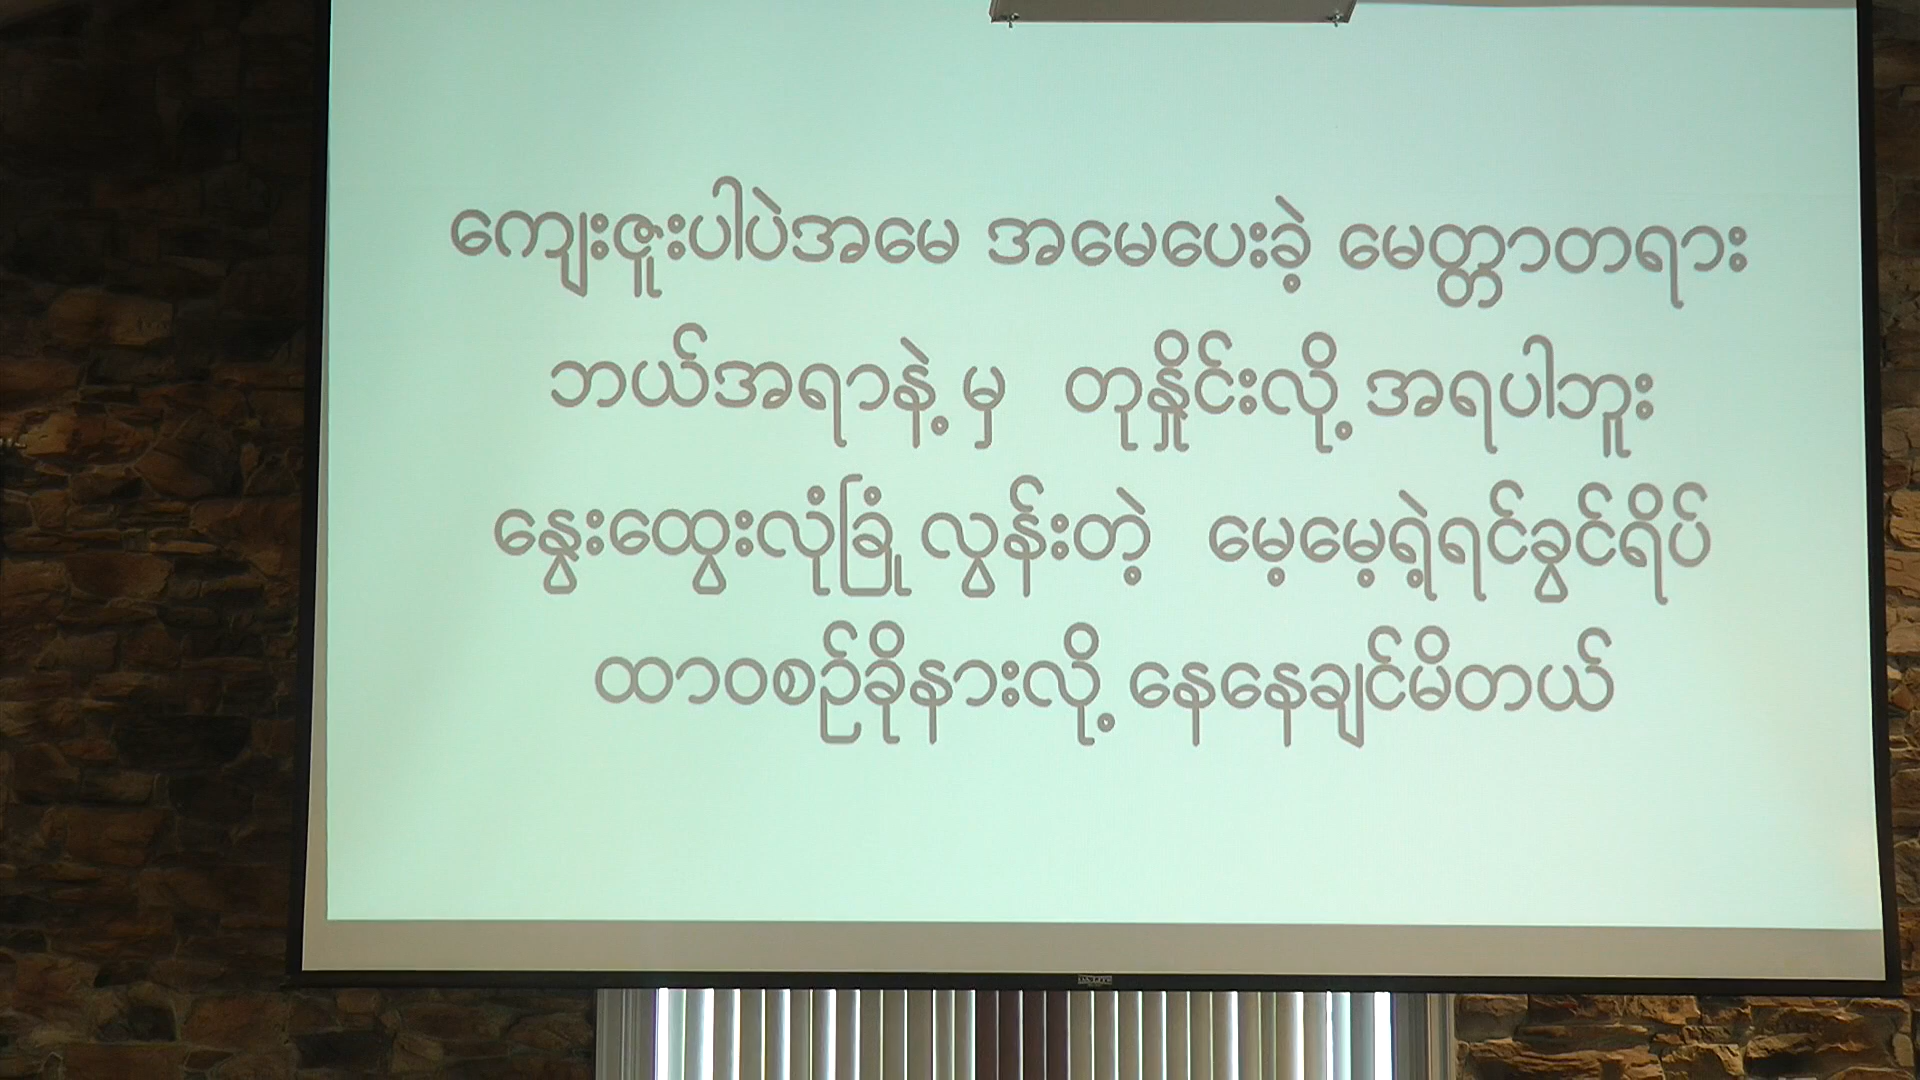 ကျေးဇူးပါပဲအမေ အမေပေးခဲ့ မေတ္တာတရား
ဘယ်အရာနဲ့ မှ တုနှိုင်းလို့ အရပါဘူး
နွေးထွေးလုံခြုံ လွန်းတဲ့ မေ့မေ့ရဲ့ရင်ခွင်ရိပ်
ထာဝစဉ်ခိုနားလို့ နေနေချင်မိတယ်